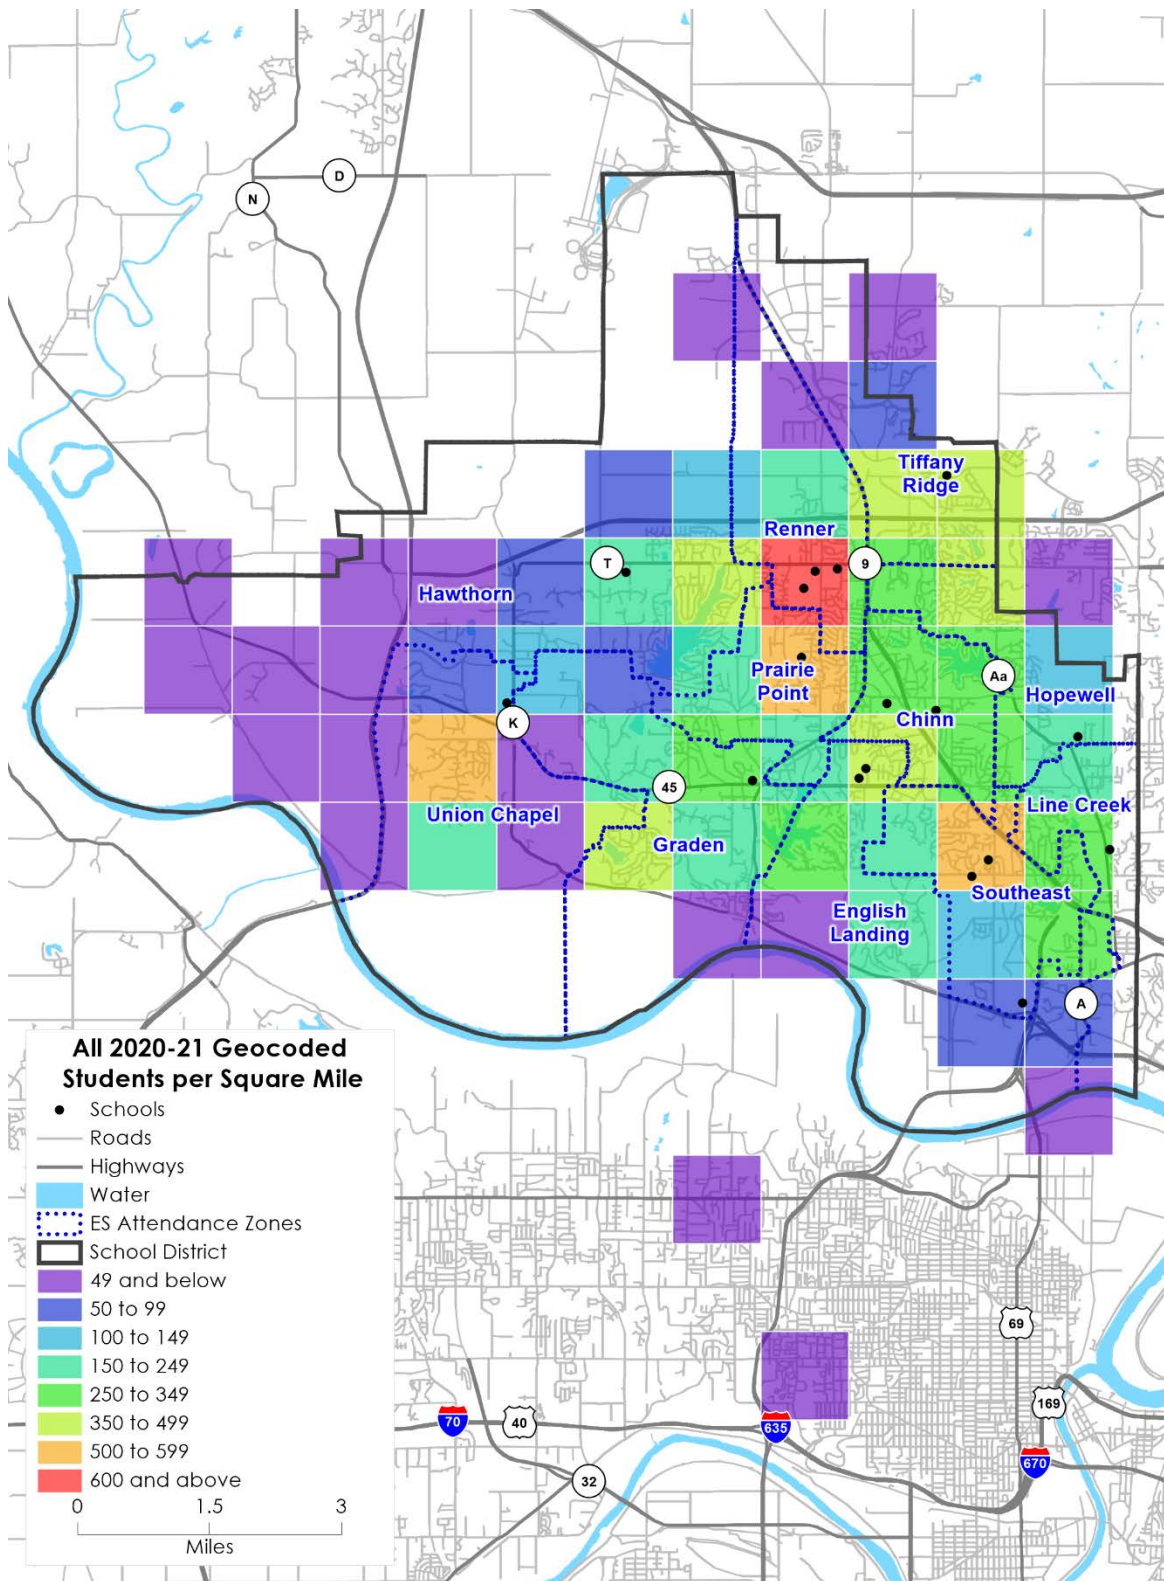 D
N
Tiffany
Ridge
Renner
T
9
Hawthorn
Prairie
Point
Aa
Hopewell
K
Chinn
45
Line Creek
Union Chapel
Graden
Southeast
English
Landing
A
All 2020-21 Geocoded
Students per Square Mile
Schools
Roads
Highways
Water
ES Attendance Zones
School District
49 and below
50 to 99
100 to 149
150 to 249
250 to 349
350 to 499
500 to 599
600 and above
0 1.5 3
Miles
69
169
70
40
635
670
32